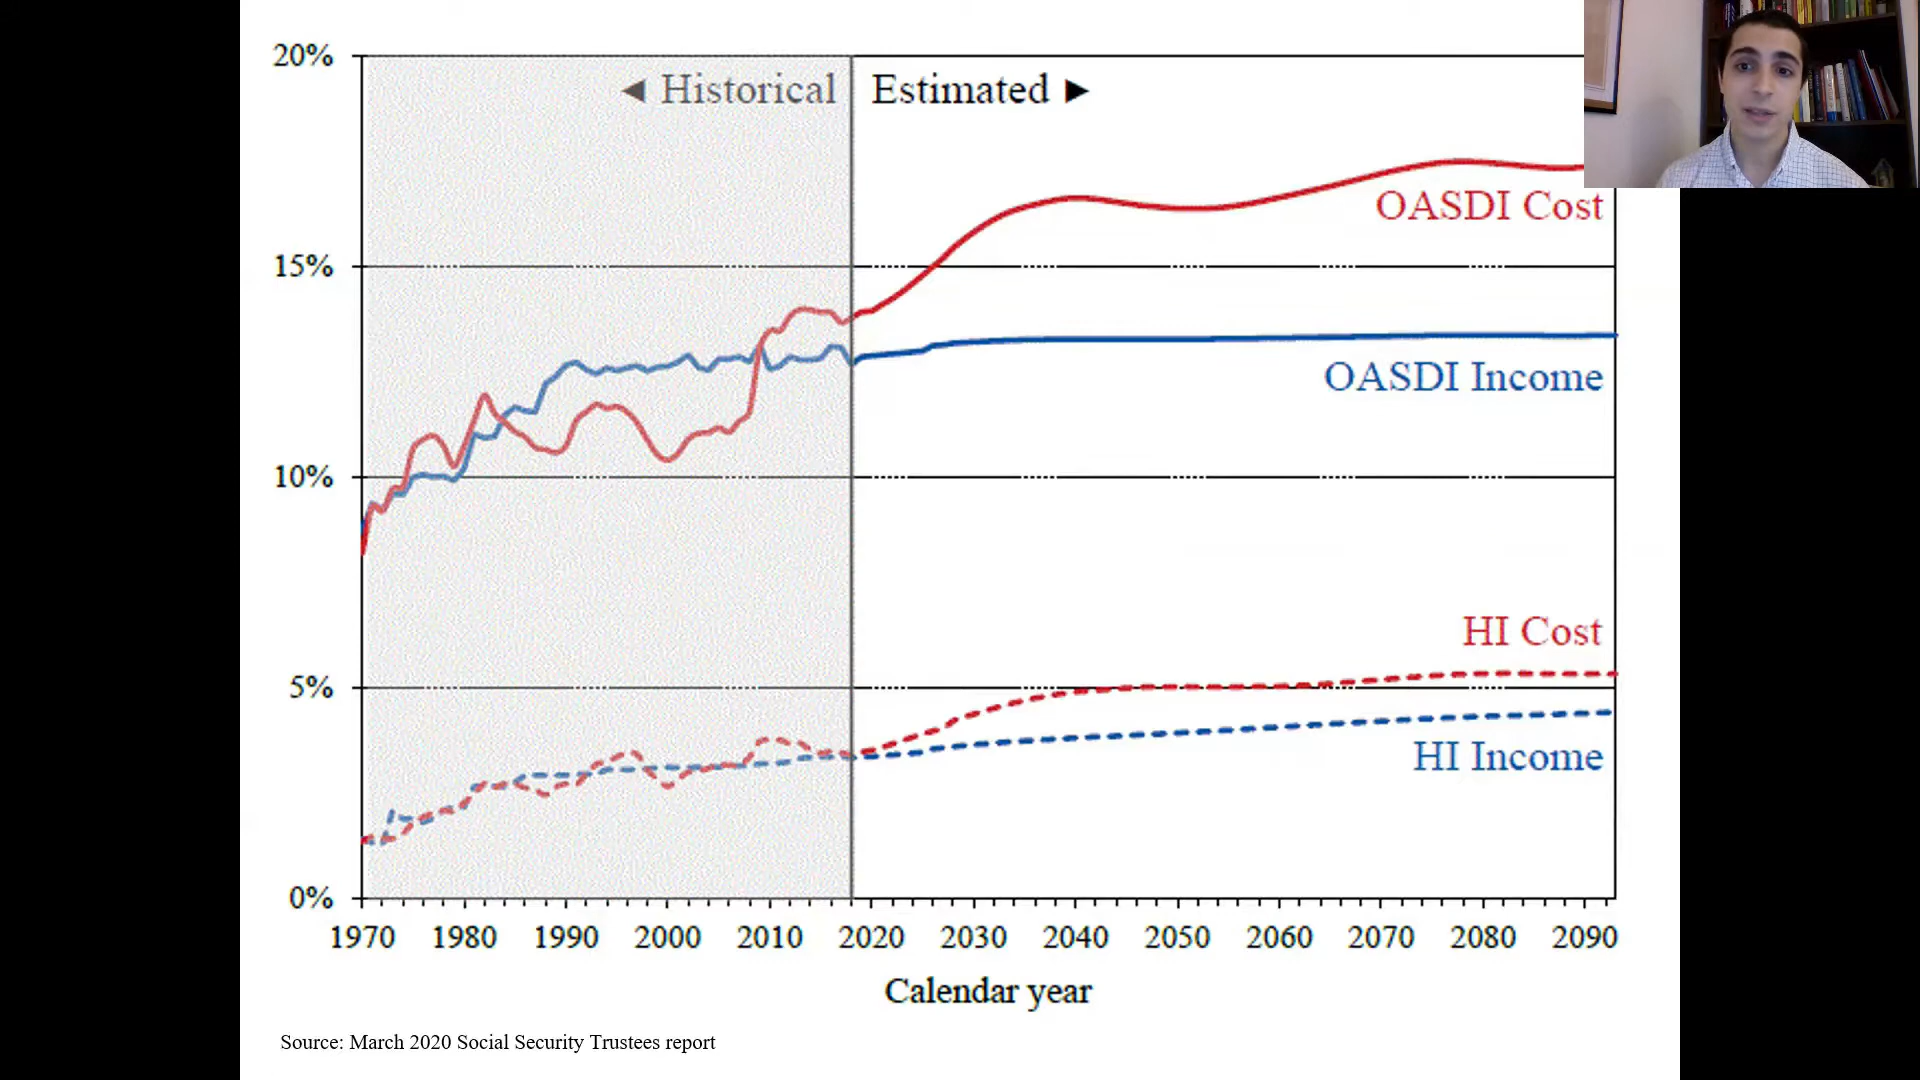 20%
◄ Historical
Estimated ►
OASDI Cost
15%
OASDI Income
10%
HI Cost
5%
HI Income
0%
1970 1980 1990 2000 2010 2020 2030 2040 2050 2060 2070 2080 2090
Calendar year
Source: March 2020 Social Security Trustees report